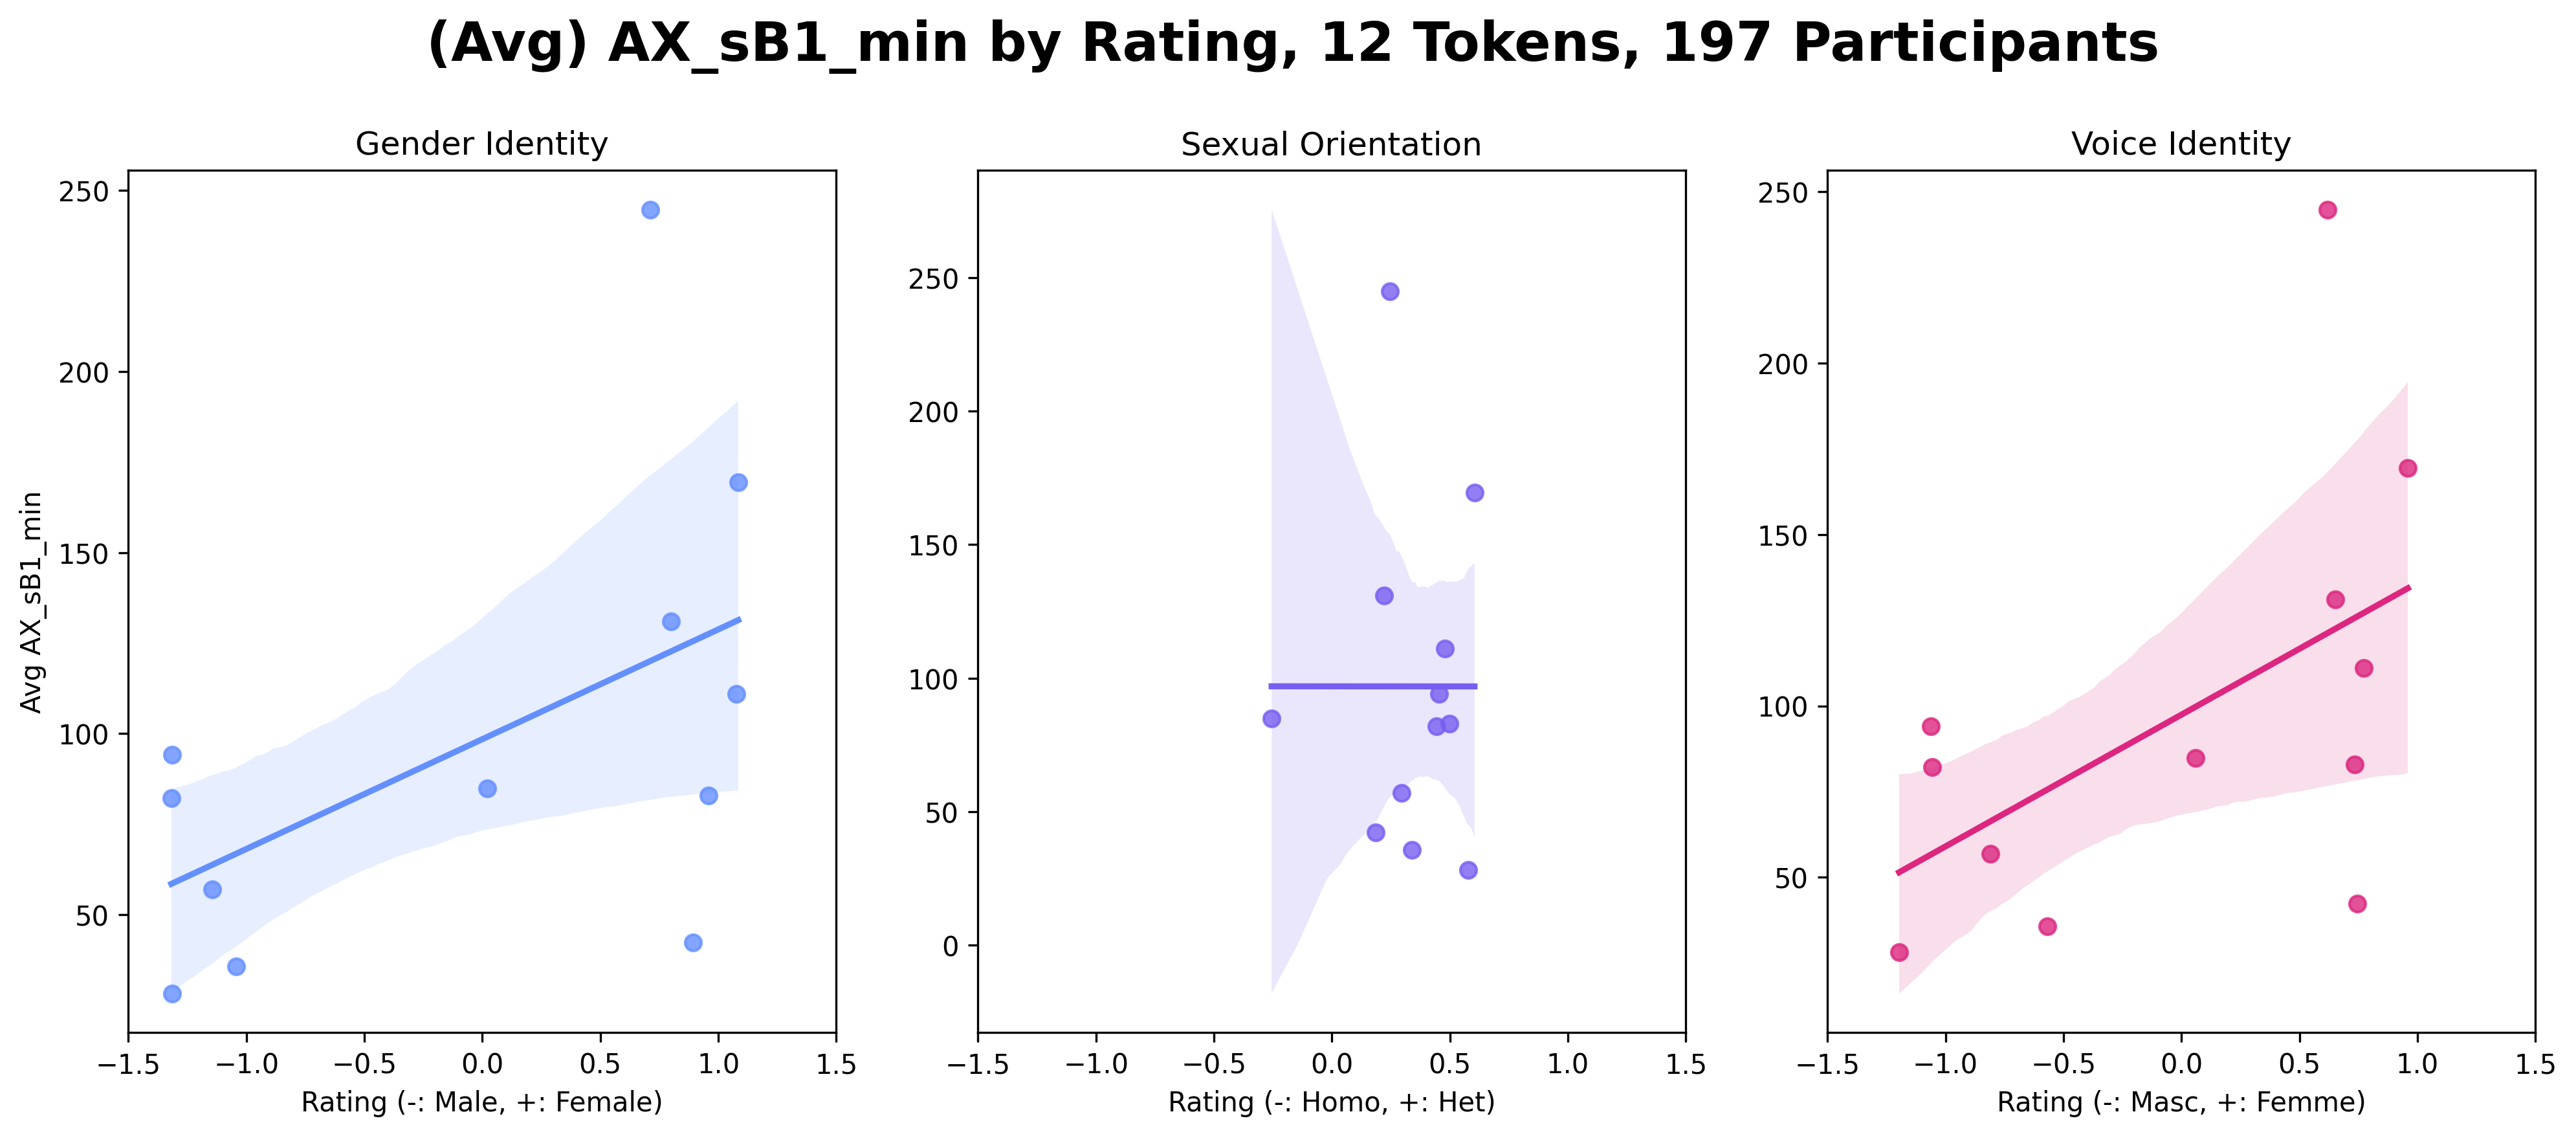 (Avg) AX_sB1_min by Rating, 12 Tokens, 197 Participants
Gender Identity
Sexual Orientation
Voice Identity
Avg AX_sB1_min
250
200
150
100
50
−1.5 −1.0 −0.5 0.0 0.5 1.0 1.5
Rating (-: Male, +: Female)
250
200
150
100
50
0
−1.5 −1.0 −0.5 0.0 0.5 1.0 1.5
Rating (-: Homo, +: Het)
250
200
150
100
50
−1.5 −1.0 −0.5 0.0 0.5 1.0 1.5
Rating (-: Masc, +: Femme)